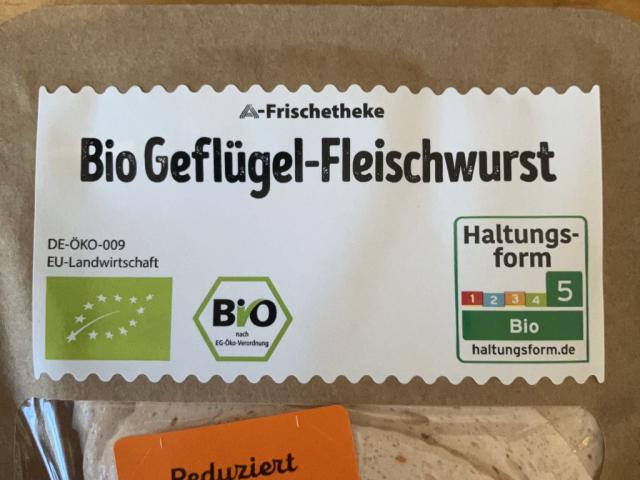 A-Frischetheke
Bio Geflügel-Fleischwurst
DE-ÖKO-009
EU-Landwirtschaft
Bio
nach
EG-Öko-Verordnung
Haltungs-
form
1 2 3 4 5
Bio
haltungsform.de
Reduziert